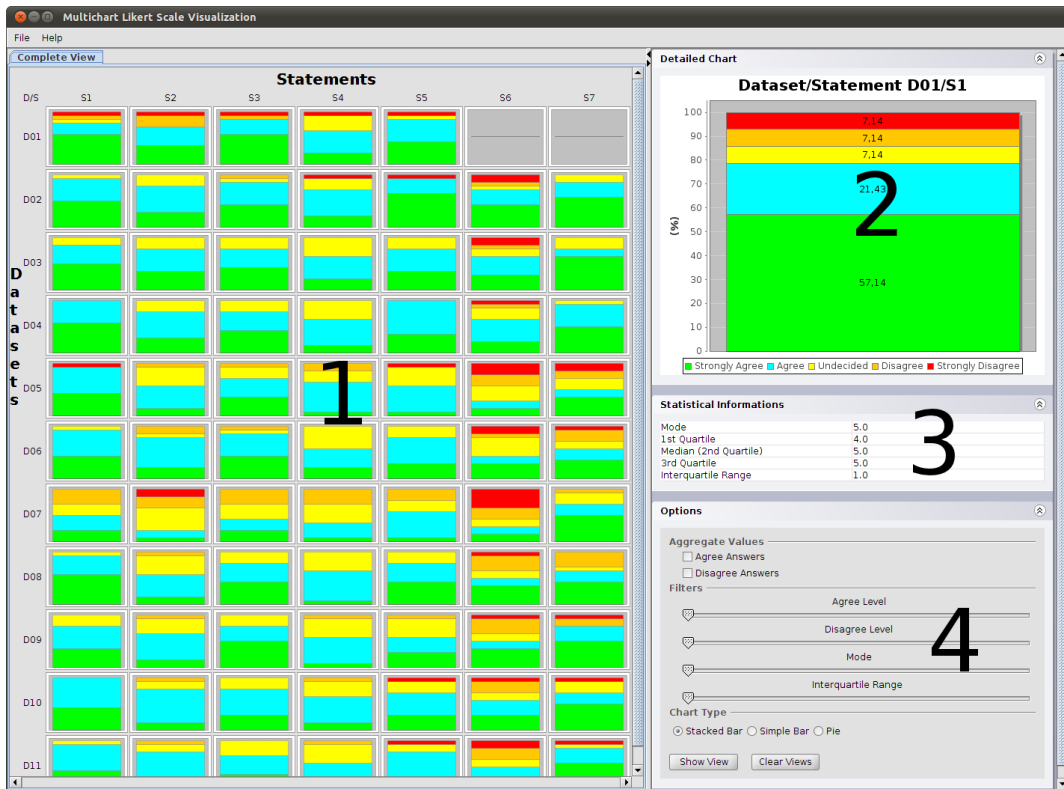 Multichart Likert Scale Visualization
File Help
Complete View
Statements
D/S S1 S2 S3 S4 S5 S6 S7
Datasets
D01
D02
D03
D04
D05
D06
D07
D08
D09
D10
D11
1
Detailed Chart
Dataset/Statement D01/S1
(%)
100
90
80
70
60
50
40
30
20
10
0
7,14
7,14
7,14
21,43
57,14
2
Strongly Agree Agree Undecided Disagree Strongly Disagree
Statistical Informations
Mode 5.0
1st Quartile 4.0
Median (2nd Quartile) 5.0
3rd Quartile 5.0
Interquartile Range 1.0
3
Options
Aggregate Values
Agree Answers
Disagree Answers
Filters
Agree Level
Disagree Level
Mode
Interquartile Range
4
Chart Type
Stacked Bar Simple Bar Pie
Show View Clear Views